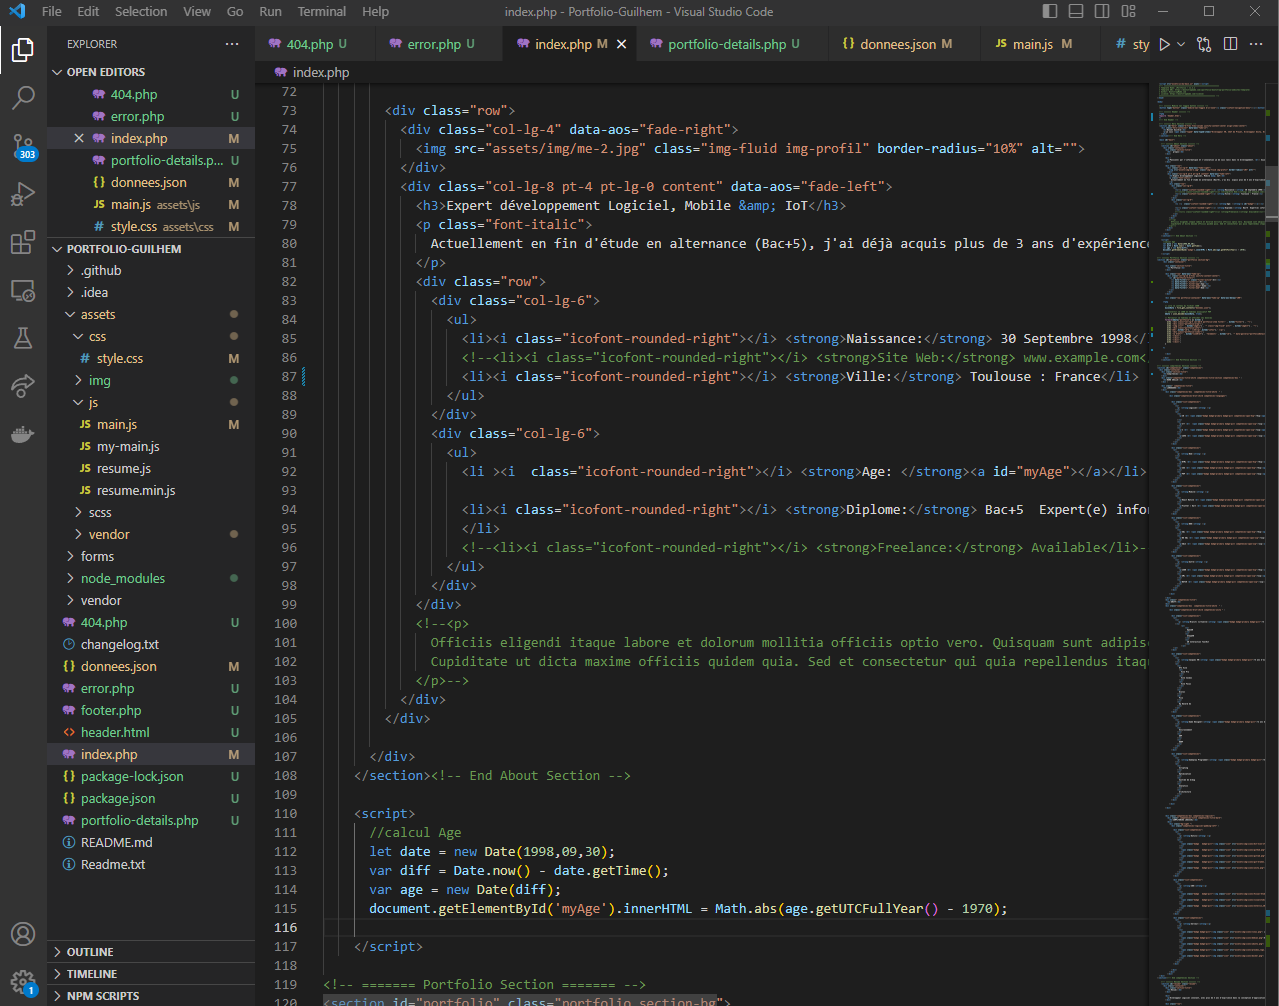 File Edit Selection View Go Run Terminal Help
index.php - Portfolio-Guilhem - Visual Studio Code
EXPLORER
OPEN EDITORS
404.php U
error.php U
index.php M
portfolio-details.p... U
donnees.json M
main.js assets\js M
style.css assets\css M
PORTFOLIO-GUILHEM
.github
.idea
assets
css
style.css M
img
js
main.js M
my-main.js
resume.js
resume.min.js
scss
vendor
forms
node_modules
vendor
404.php U
changelog.txt
donnees.json M
error.php U
footer.php U
header.html U
index.php M
package-lock.json U
package.json U
portfolio-details.php U
README.md
Readme.txt
OUTLINE
TIMELINE
NPM SCRIPTS
303
1
404.php U error.php U index.php M portfolio-details.php U donnees.json M main.js M # sty
index.php
72
73 <div class="row">
74 <div class="col-lg-4" data-aos="fade-right">
75 <img src="assets/img/me-2.jpg" class="img-fluid img-profil" border-radius="10%" alt="">
76 </div>
77 <div class="col-lg-8 pt-4 pt-lg-0 content" data-aos="fade-left">
78 <h3>Expert développement Logiciel, Mobile &amp; IoT</h3>
79 <p class="font-italic">
80 Actuellement en fin d'étude en alternance (Bac+5), j'ai déjà acquis plus de 3 ans d'expérience
81 </p>
82 <div class="row">
83 <div class="col-lg-6">
84 <ul>
85 <li><i class="icofont-rounded-right"></i> <strong>Naissance:</strong> 30 Septembre 1998</
86 <!--<li><i class="icofont-rounded-right"></i> <strong>Site Web:</strong> www.example.com<
87 <li><i class="icofont-rounded-right"></i> <strong>Ville:</strong> Toulouse : France</li>
88 </ul>
89 </div>
90 <div class="col-lg-6">
91 <ul>
92 <li ><i  class="icofont-rounded-right"></i> <strong>Age: </strong><a id="myAge"></a></li>
93
94 <li><i class="icofont-rounded-right"></i> <strong>Diplome:</strong> Bac+5  Expert(e) infor
95 </li>
96 <!--<li><i class="icofont-rounded-right"></i> <strong>Freelance:</strong> Available</li>-
97 </ul>
98 </div>
99 </div>
100 <!--<p>
101 Officiis eligendi itaque labore et dolorum mollitia officiis optio vero. Quisquam sunt adipisc
102 Cupiditate ut dicta maxime officiis quidem quia. Sed et consectetur qui quia repellendus itaq
103 </p>-->
104 </div>
105 </div>
106
107 </div>
108 </section><!-- End About Section -->
109
110 <script>
111 //calcul Age
112 let date = new Date(1998,09,30);
113 var diff = Date.now() - date.getTime();
114 var age = new Date(diff);
115 document.getElementById('myAge').innerHTML = Math.abs(age.getUTCFullYear() - 1970);
116
117 </script>
118
119 <!-- ======= Portfolio Section ======= -->
120 <section id="portfolio" class="portfolio section-bg">